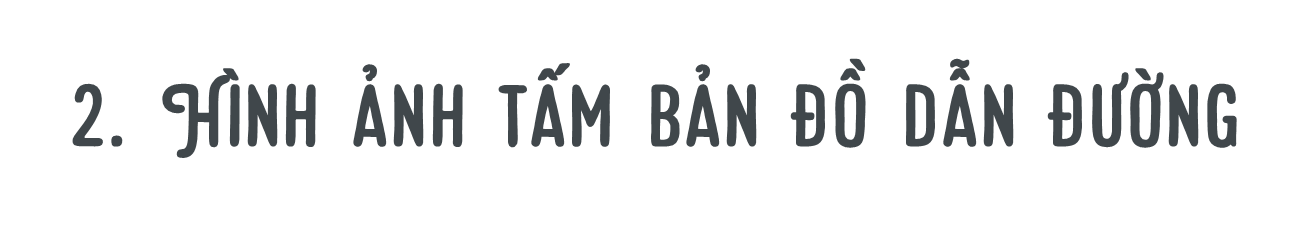 2. HÌNH ẢNH TẤM BẢN ĐỒ DẪN ĐƯỜNG